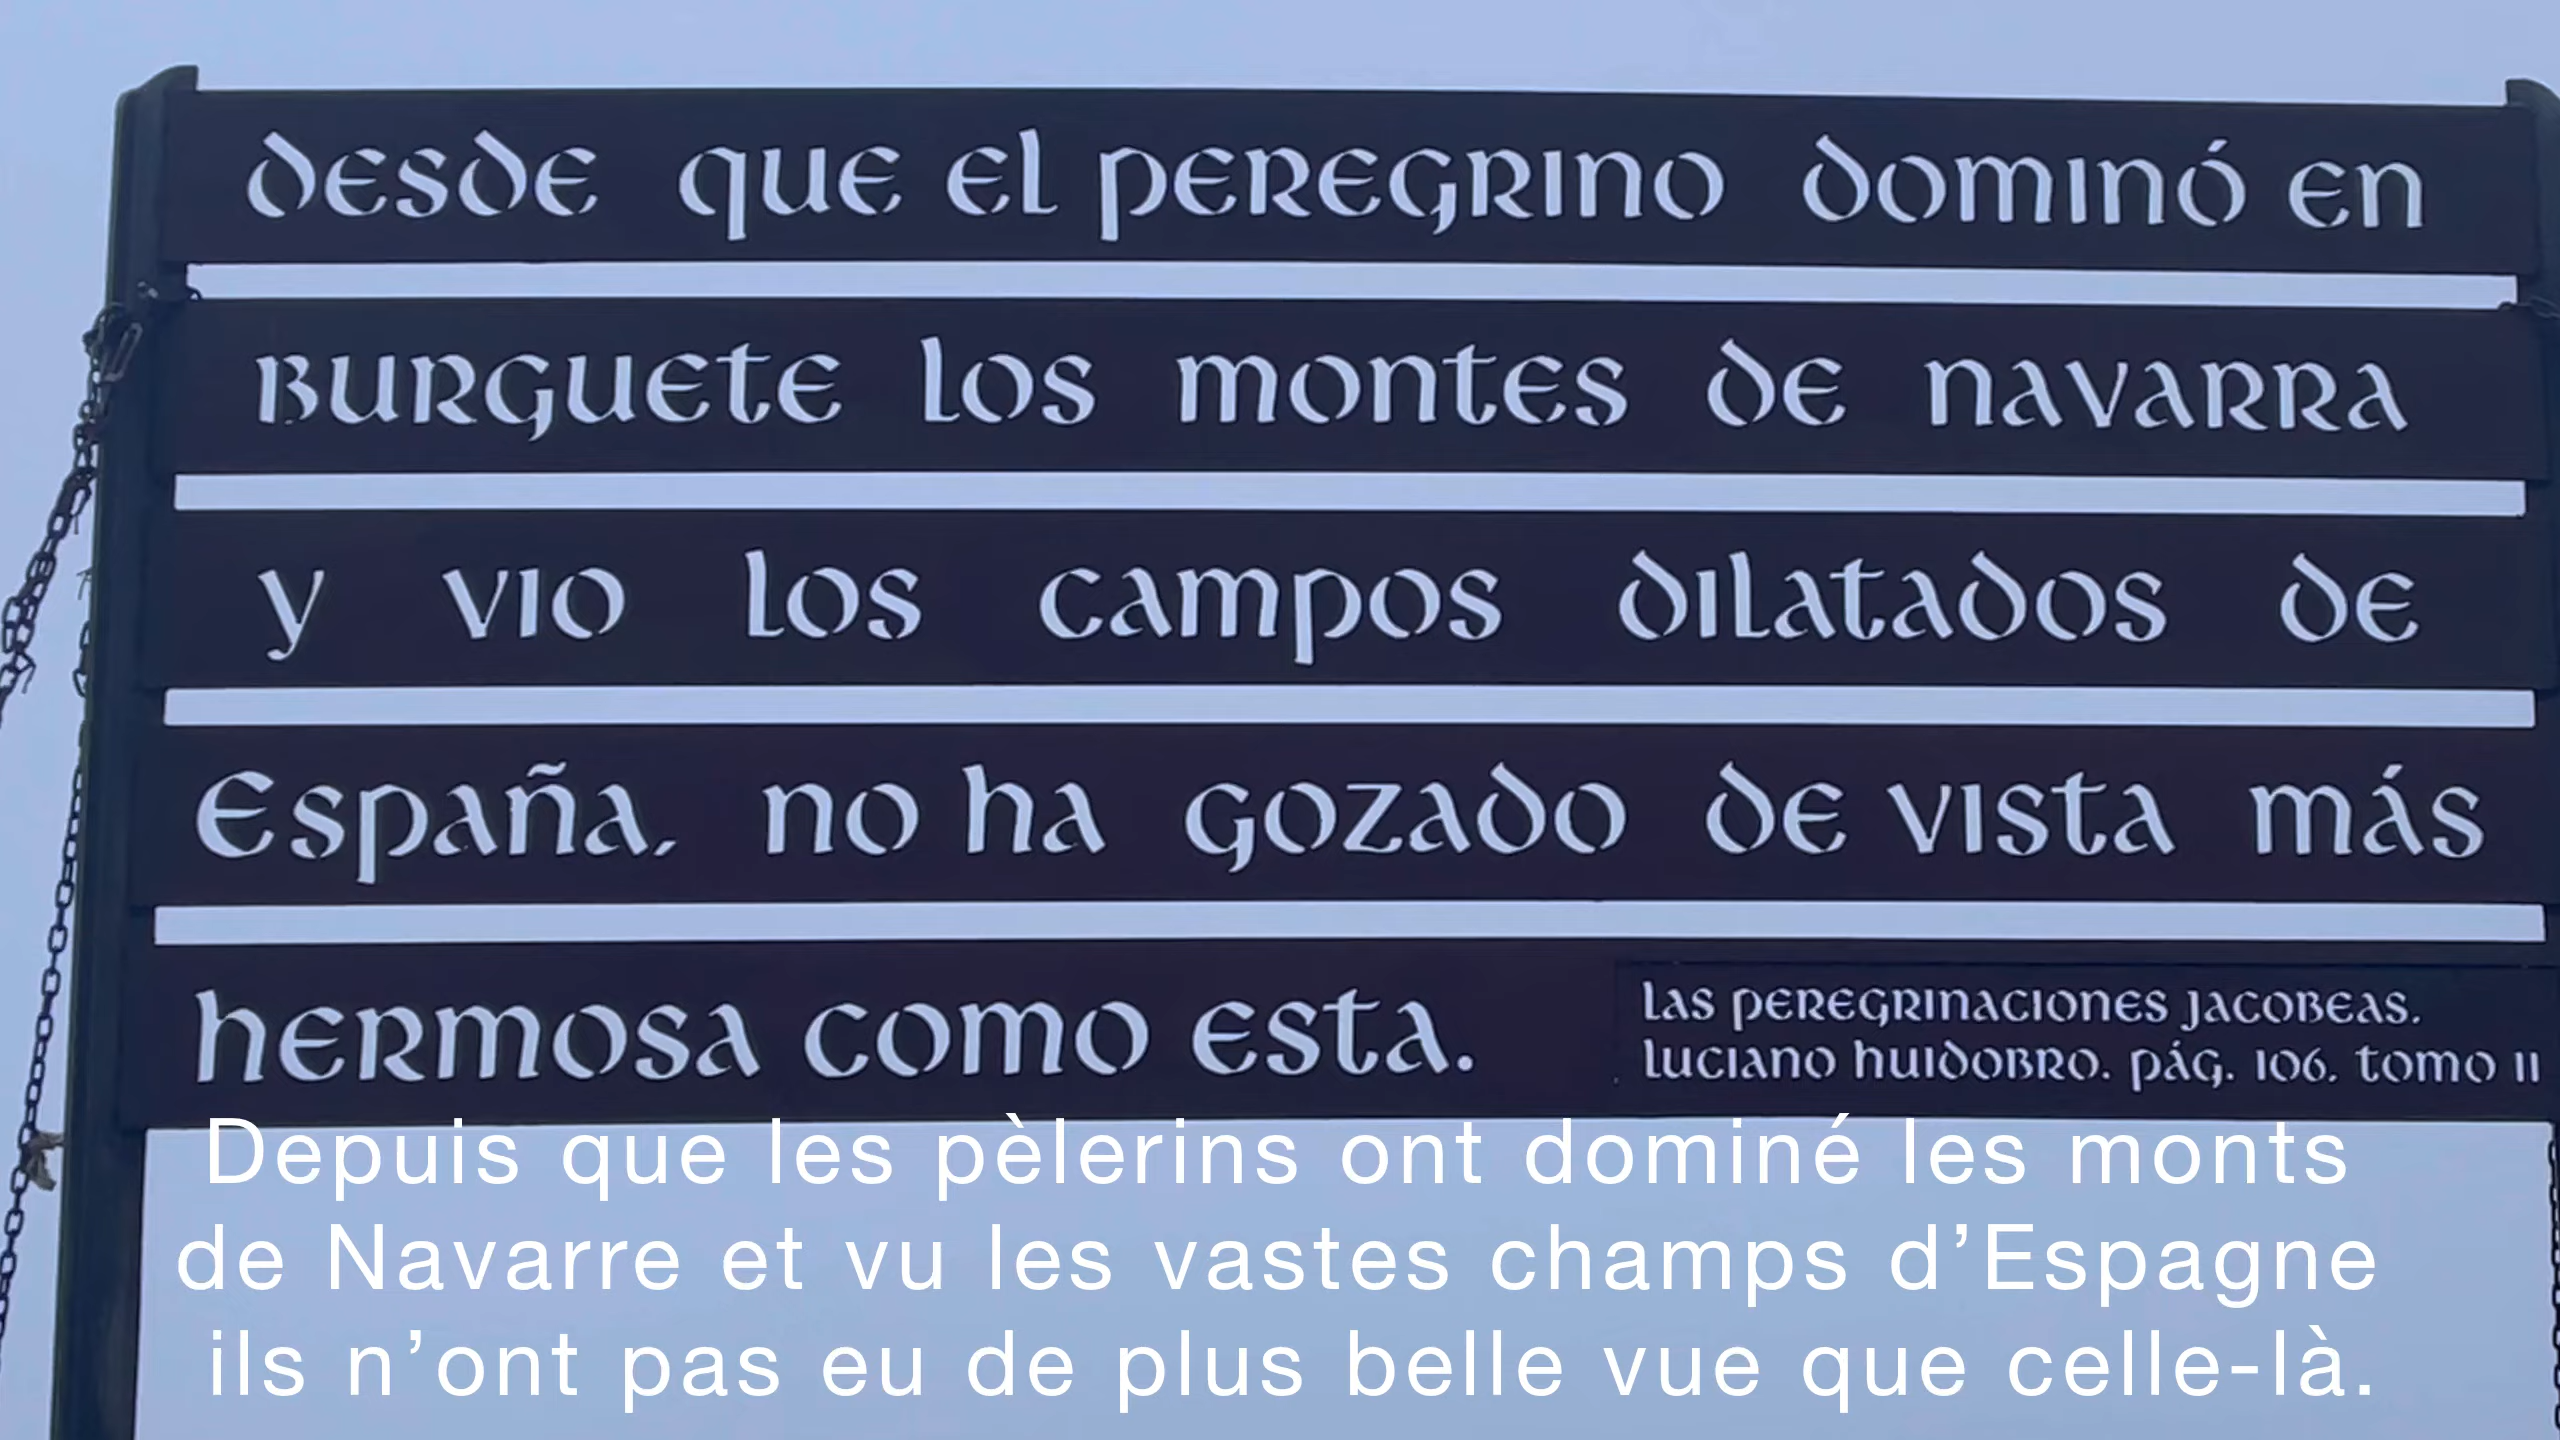 desde que el peregrino dominó en
Burguete los montes de navarra
y vio los campos dilatados de
España, no ha gozado de vista más
hermosa como esta.
Las peregrinaciones Jacobeas.
Luciano Huidobro. pág. 106. tomo II
Depuis que les pèlerins ont dominé les monts
de Navarre et vu les vastes champs d’Espagne
ils n’ont pas eu de plus belle vue que celle-là.